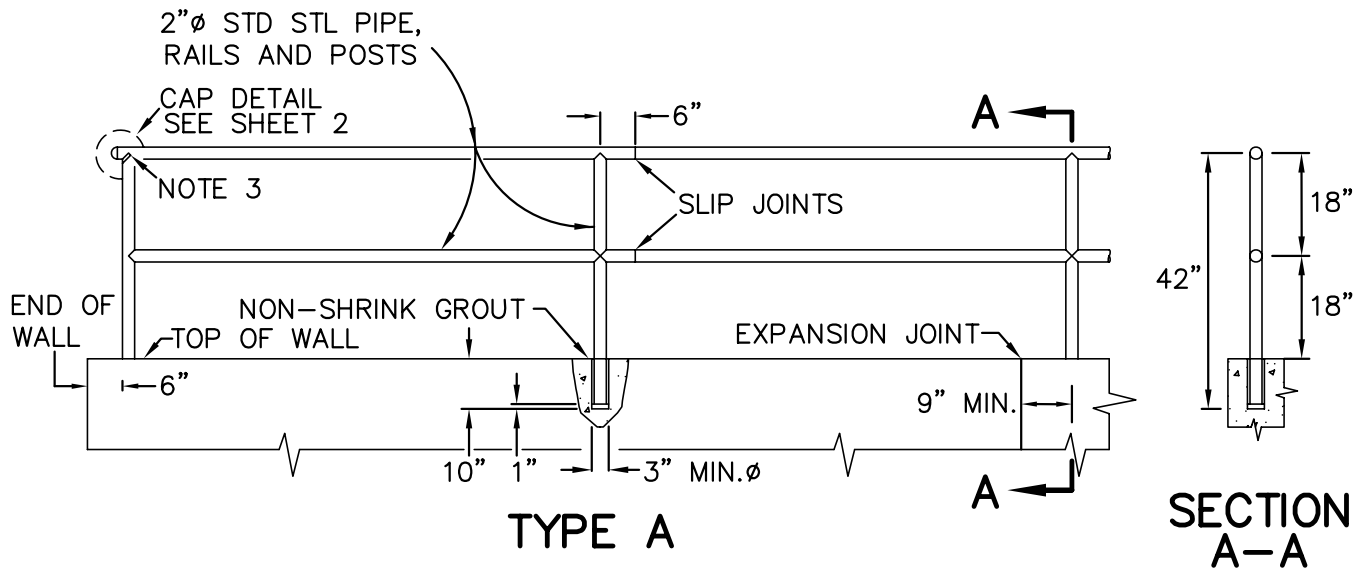 2"ø STD STL PIPE,
RAILS AND POSTS
CAP DETAIL
SEE SHEET 2
6"
A
NOTE 3
SLIP JOINTS
18"
42"
18"
END OF
WALL
NON-SHRINK GROUT
TOP OF WALL
EXPANSION JOINT
6"
9" MIN.
10"
1"
3" MIN.ø
A
TYPE A
SECTION
A-A